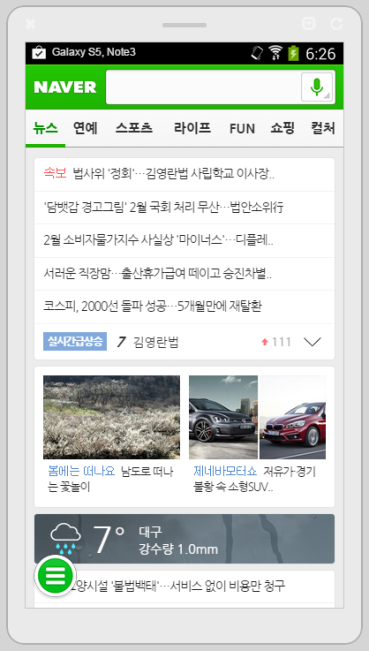 Galaxy S5, Note3
6:26
NAVER
뉴스 연예 스포츠 라이프 FUN 쇼핑 컬처
속보 법사위 '정회'…김영란법 사립학교 이사장..
'담뱃갑 경고그림' 2월 국회 처리 무산…법안소위行
2월 소비자물가지수 사실상 '마이너스'…디플레..
서러운 직장맘…출산휴가급여 떼이고 승진차별..
코스피, 2000선 돌파 성공…5개월만에 재탈환
실시간급상승 7 김영란법 111
봄에는 떠나요 남도로 떠나
는 꽃놀이
제네바모터쇼 저유가·경기
불황 속 소형SUV..
7° 대구
강수량 1.0mm
요양시설 '불법백태'…서비스 없이 비용만 청구